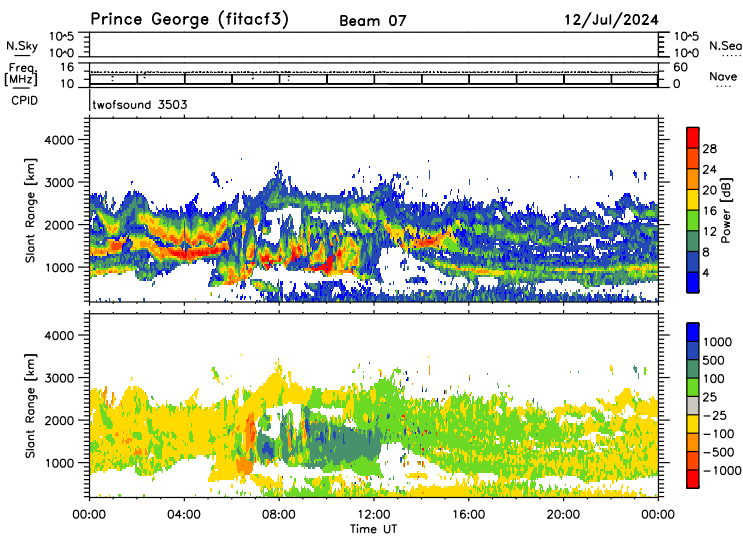 Prince George (fitacf3) Beam 07 12/Jul/2024
N.Sky 10^5 10^5 N.Sea
10^0 10^0
Freq. 16 60 Nave
[MHz] 10 0
CPID twofsound 3503
4000
3000
2000
1000
Slant Range [km]
28
24
20
16
12
8
4
Power [dB]
4000
3000
2000
1000
Slant Range [km]
1000
500
100
25
-25
-100
-500
-1000
00:00 04:00 08:00 12:00 16:00 20:00 00:00
Time UT